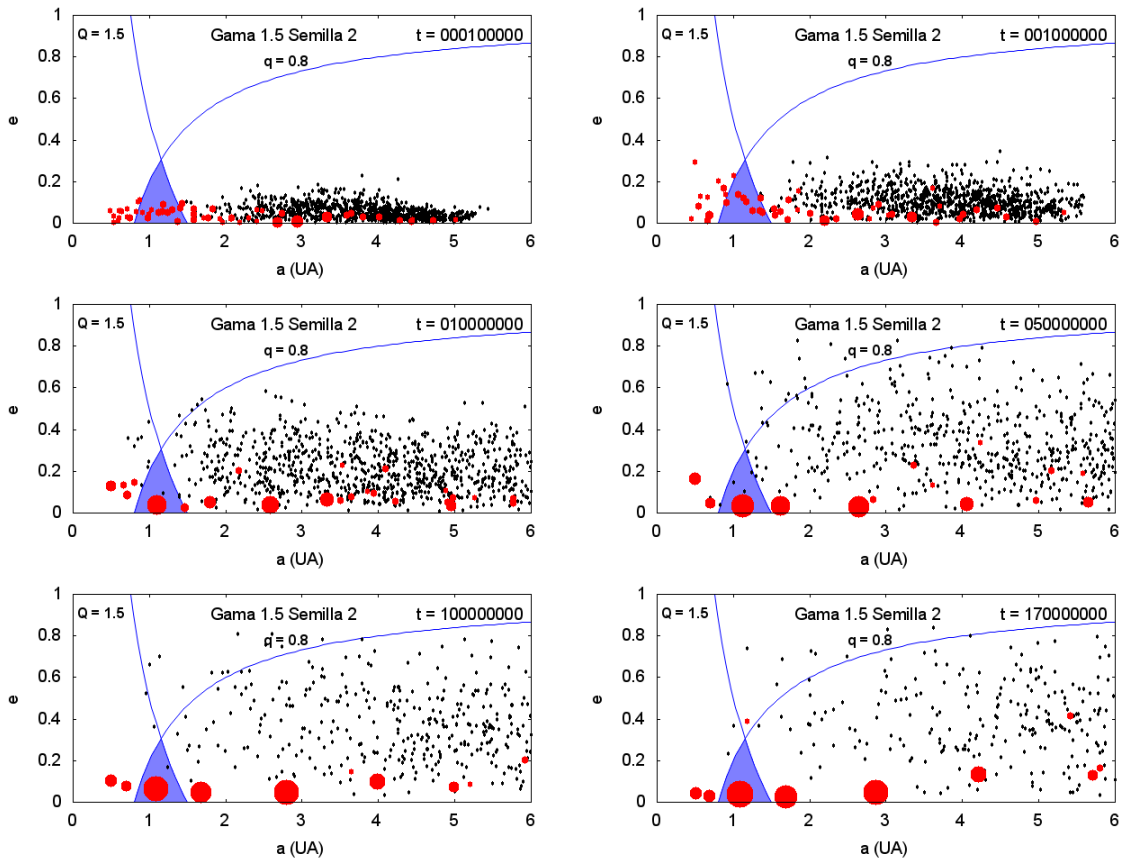 1
Q = 1.5
Gama 1.5 Semilla 2
t = 000100000
q = 0.8
0.8
0.6
e
0.4
0.2
0
0 1 2 3 4 5 6
a (UA)
1
Q = 1.5
Gama 1.5 Semilla 2
t = 001000000
q = 0.8
0.8
0.6
e
0.4
0.2
0
0 1 2 3 4 5 6
a (UA)
1
Q = 1.5
Gama 1.5 Semilla 2
t = 010000000
q = 0.8
0.8
0.6
e
0.4
0.2
0
0 1 2 3 4 5 6
a (UA)
1
Q = 1.5
Gama 1.5 Semilla 2
t = 050000000
q = 0.8
0.8
0.6
e
0.4
0.2
0
0 1 2 3 4 5 6
a (UA)
1
Q = 1.5
Gama 1.5 Semilla 2
t = 100000000
q = 0.8
0.8
0.6
e
0.4
0.2
0
0 1 2 3 4 5 6
a (UA)
1
Q = 1.5
Gama 1.5 Semilla 2
t = 170000000
q = 0.8
0.8
0.6
e
0.4
0.2
0
0 1 2 3 4 5 6
a (UA)